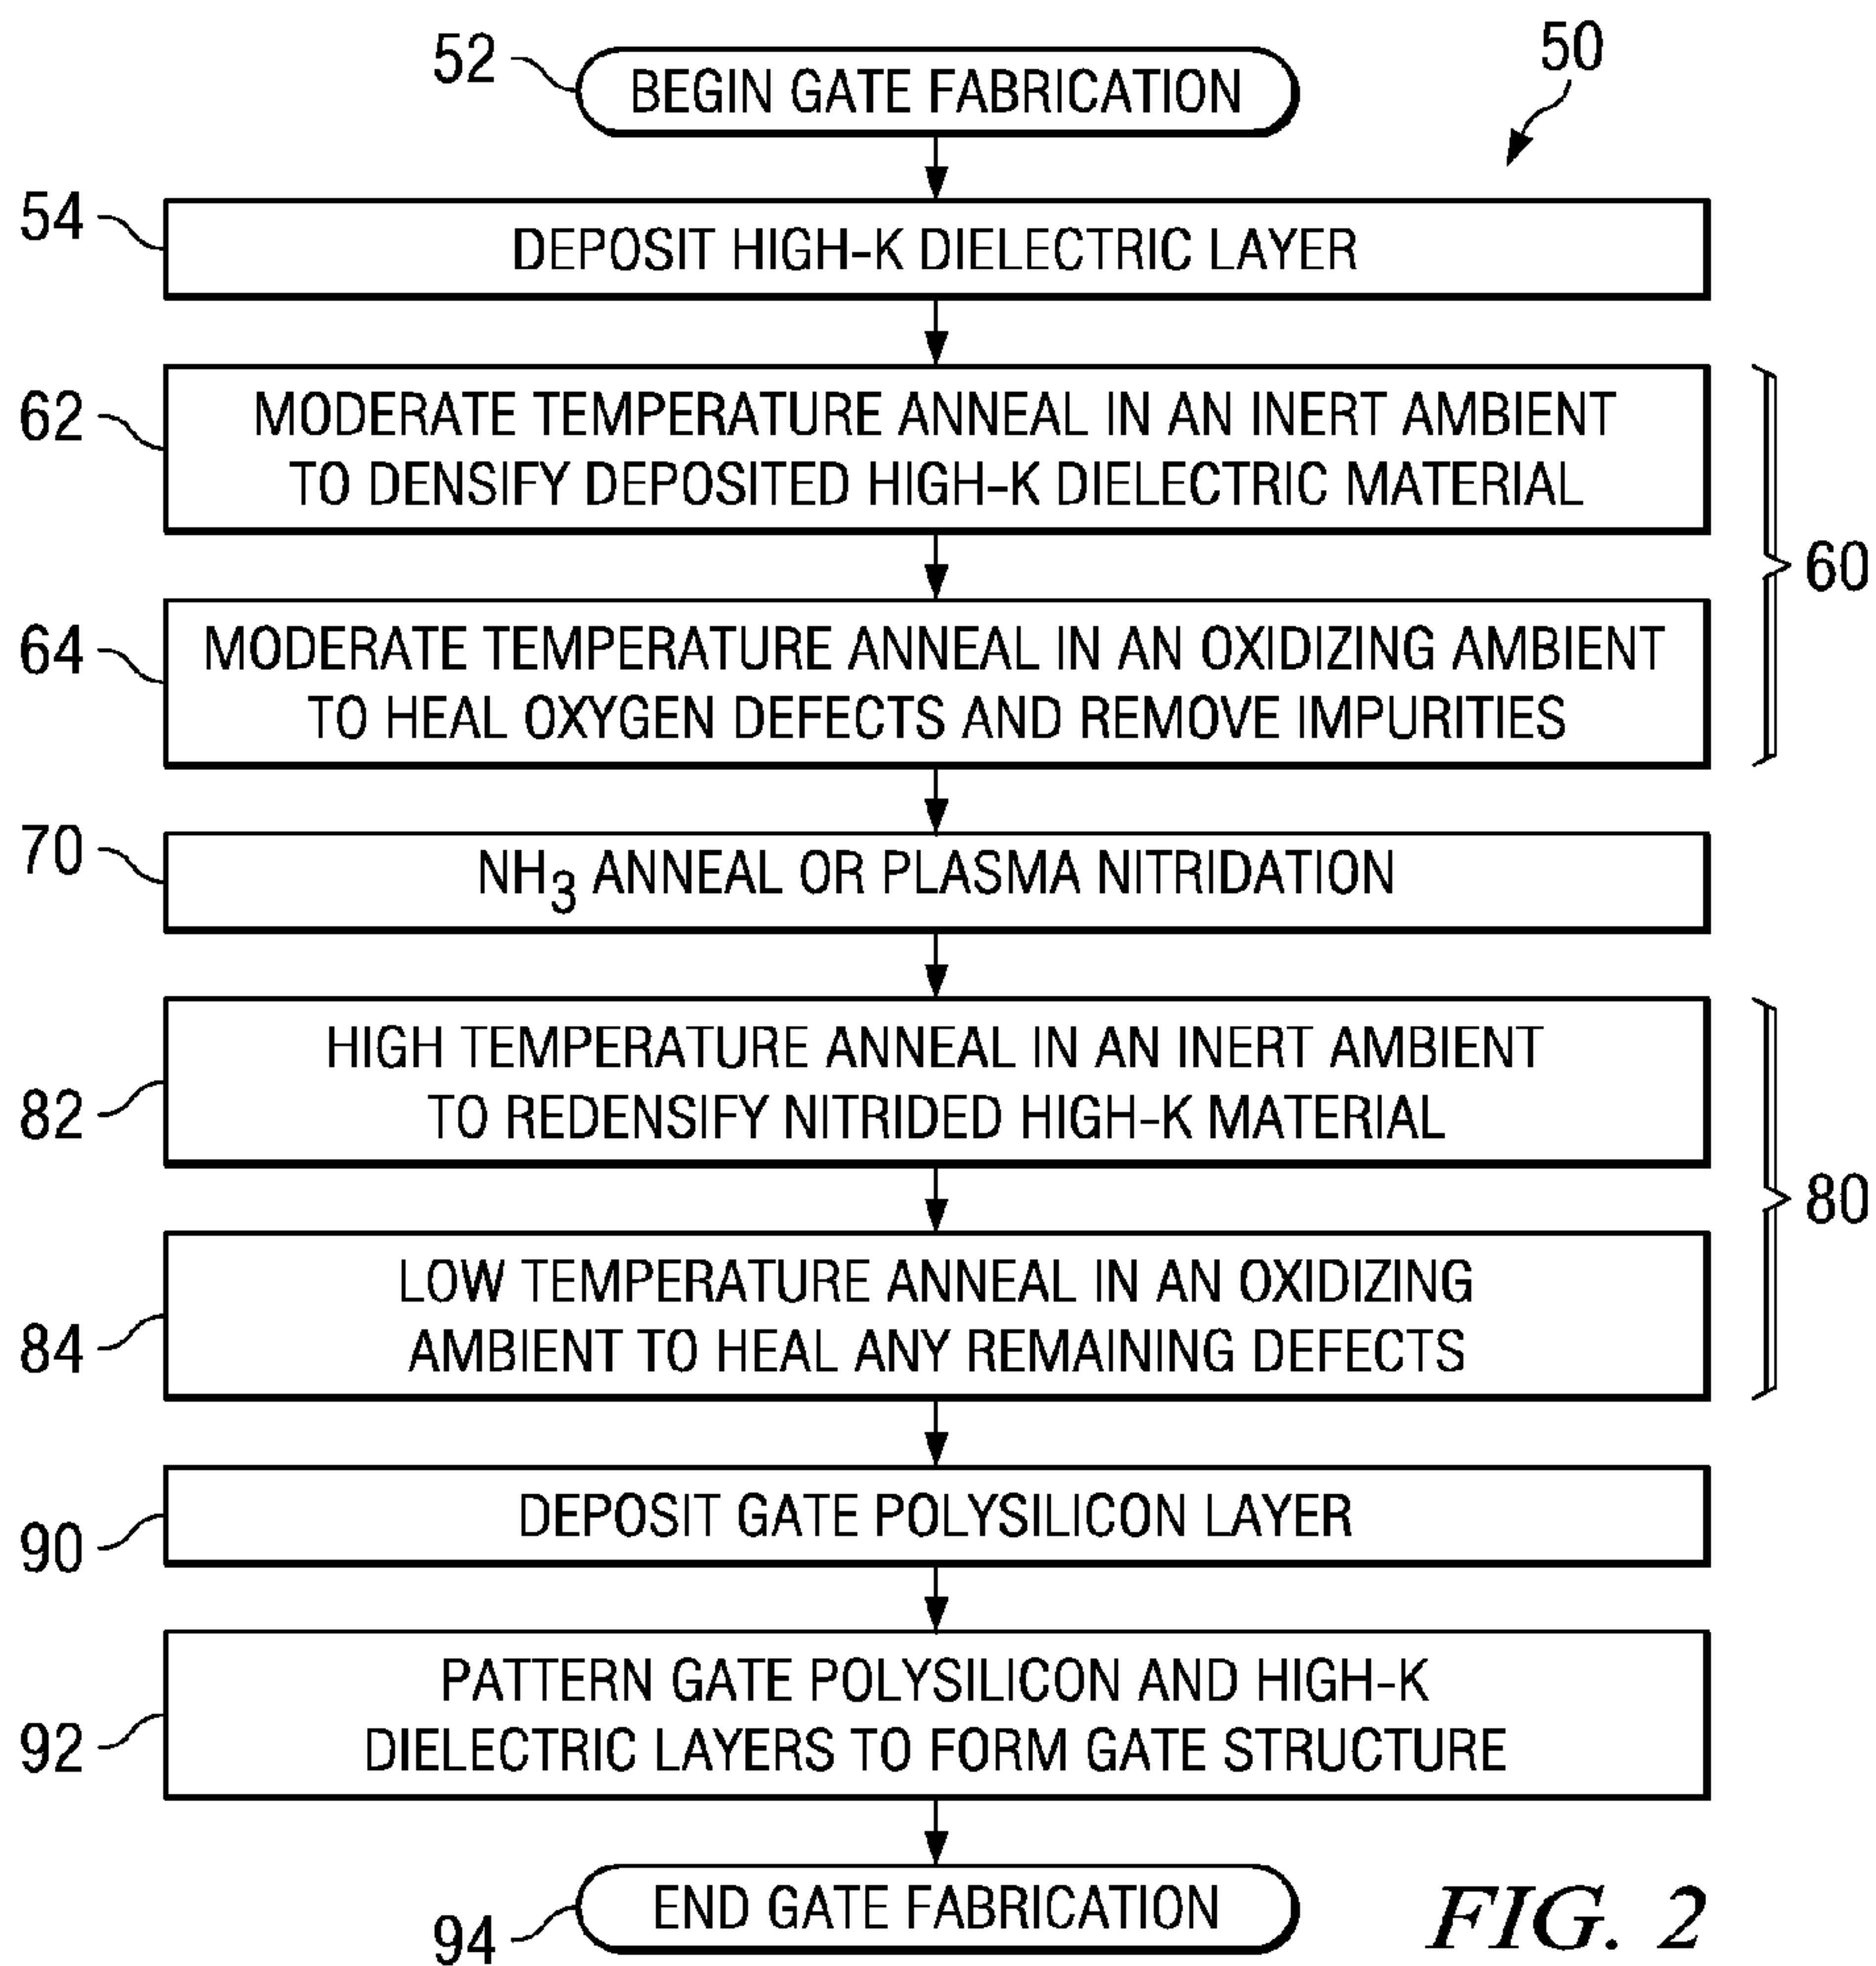 52
BEGIN GATE FABRICATION
50
54
DEPOSIT HIGH-K DIELECTRIC LAYER
62
MODERATE TEMPERATURE ANNEAL IN AN INERT AMBIENT
TO DENSIFY DEPOSITED HIGH-K DIELECTRIC MATERIAL
60
64
MODERATE TEMPERATURE ANNEAL IN AN OXIDIZING AMBIENT
TO HEAL OXYGEN DEFECTS AND REMOVE IMPURITIES
70
NH3 ANNEAL OR PLASMA NITRIDATION
82
HIGH TEMPERATURE ANNEAL IN AN INERT AMBIENT
TO REDENSIFY NITRIDED HIGH-K MATERIAL
80
84
LOW TEMPERATURE ANNEAL IN AN OXIDIZING
AMBIENT TO HEAL ANY REMAINING DEFECTS
90
DEPOSIT GATE POLYSILICON LAYER
92
PATTERN GATE POLYSILICON AND HIGH-K
DIELECTRIC LAYERS TO FORM GATE STRUCTURE
94
END GATE FABRICATION
FIG. 2